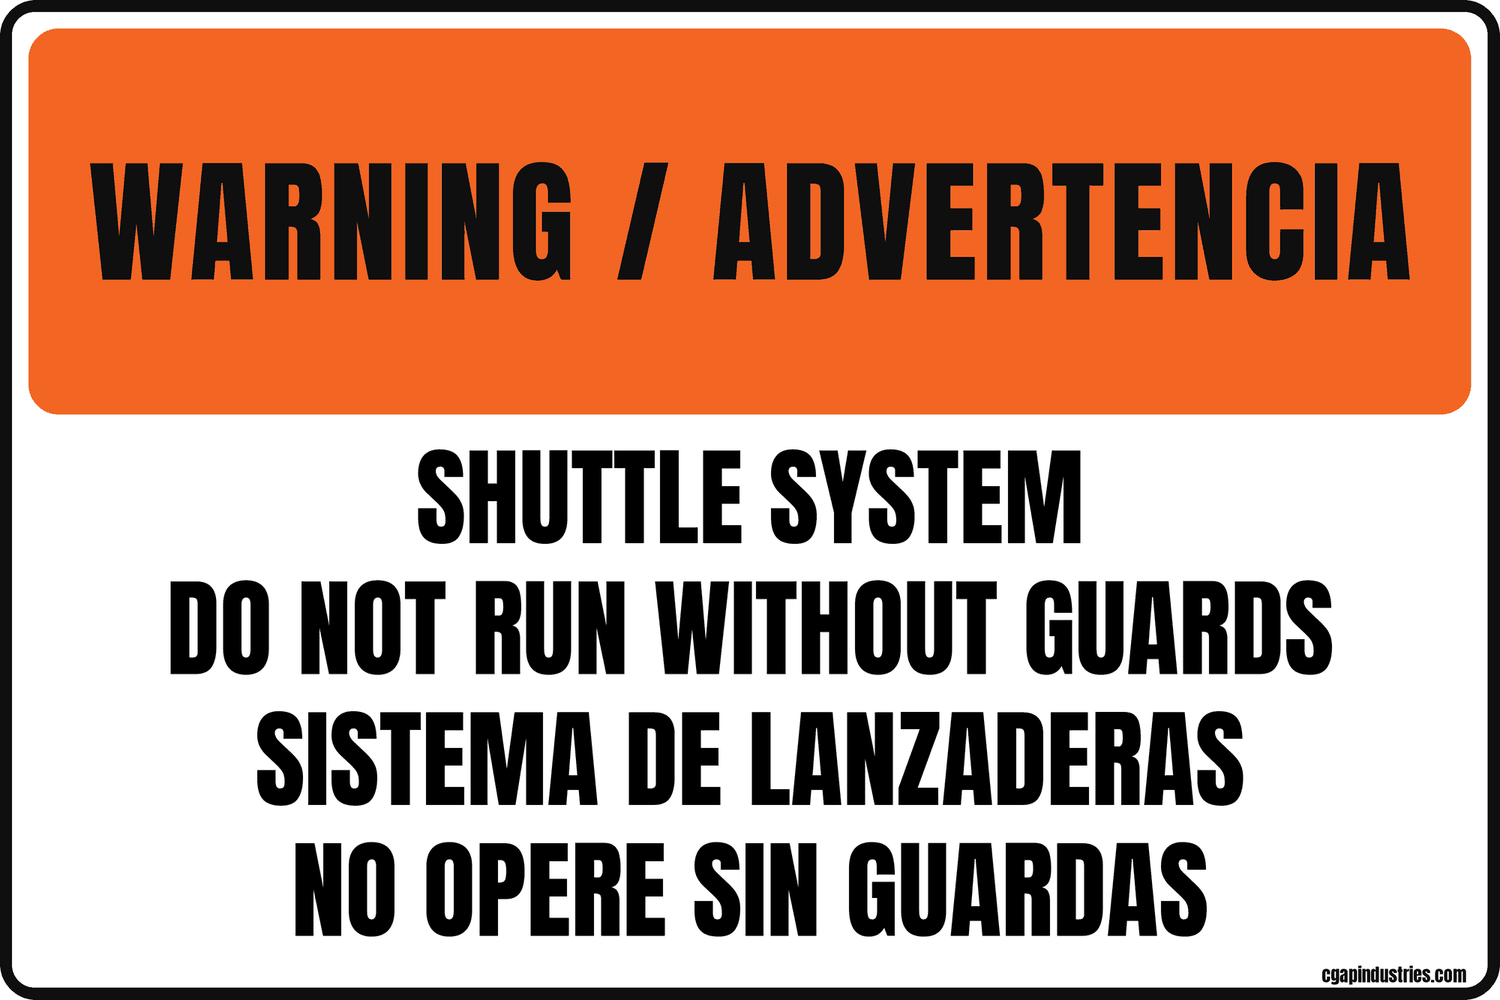 WARNING / ADVERTENCIA
SHUTTLE SYSTEM
DO NOT RUN WITHOUT GUARDS
SISTEMA DE LANZADERAS
NO OPERE SIN GUARDAS
cgapindustries.com